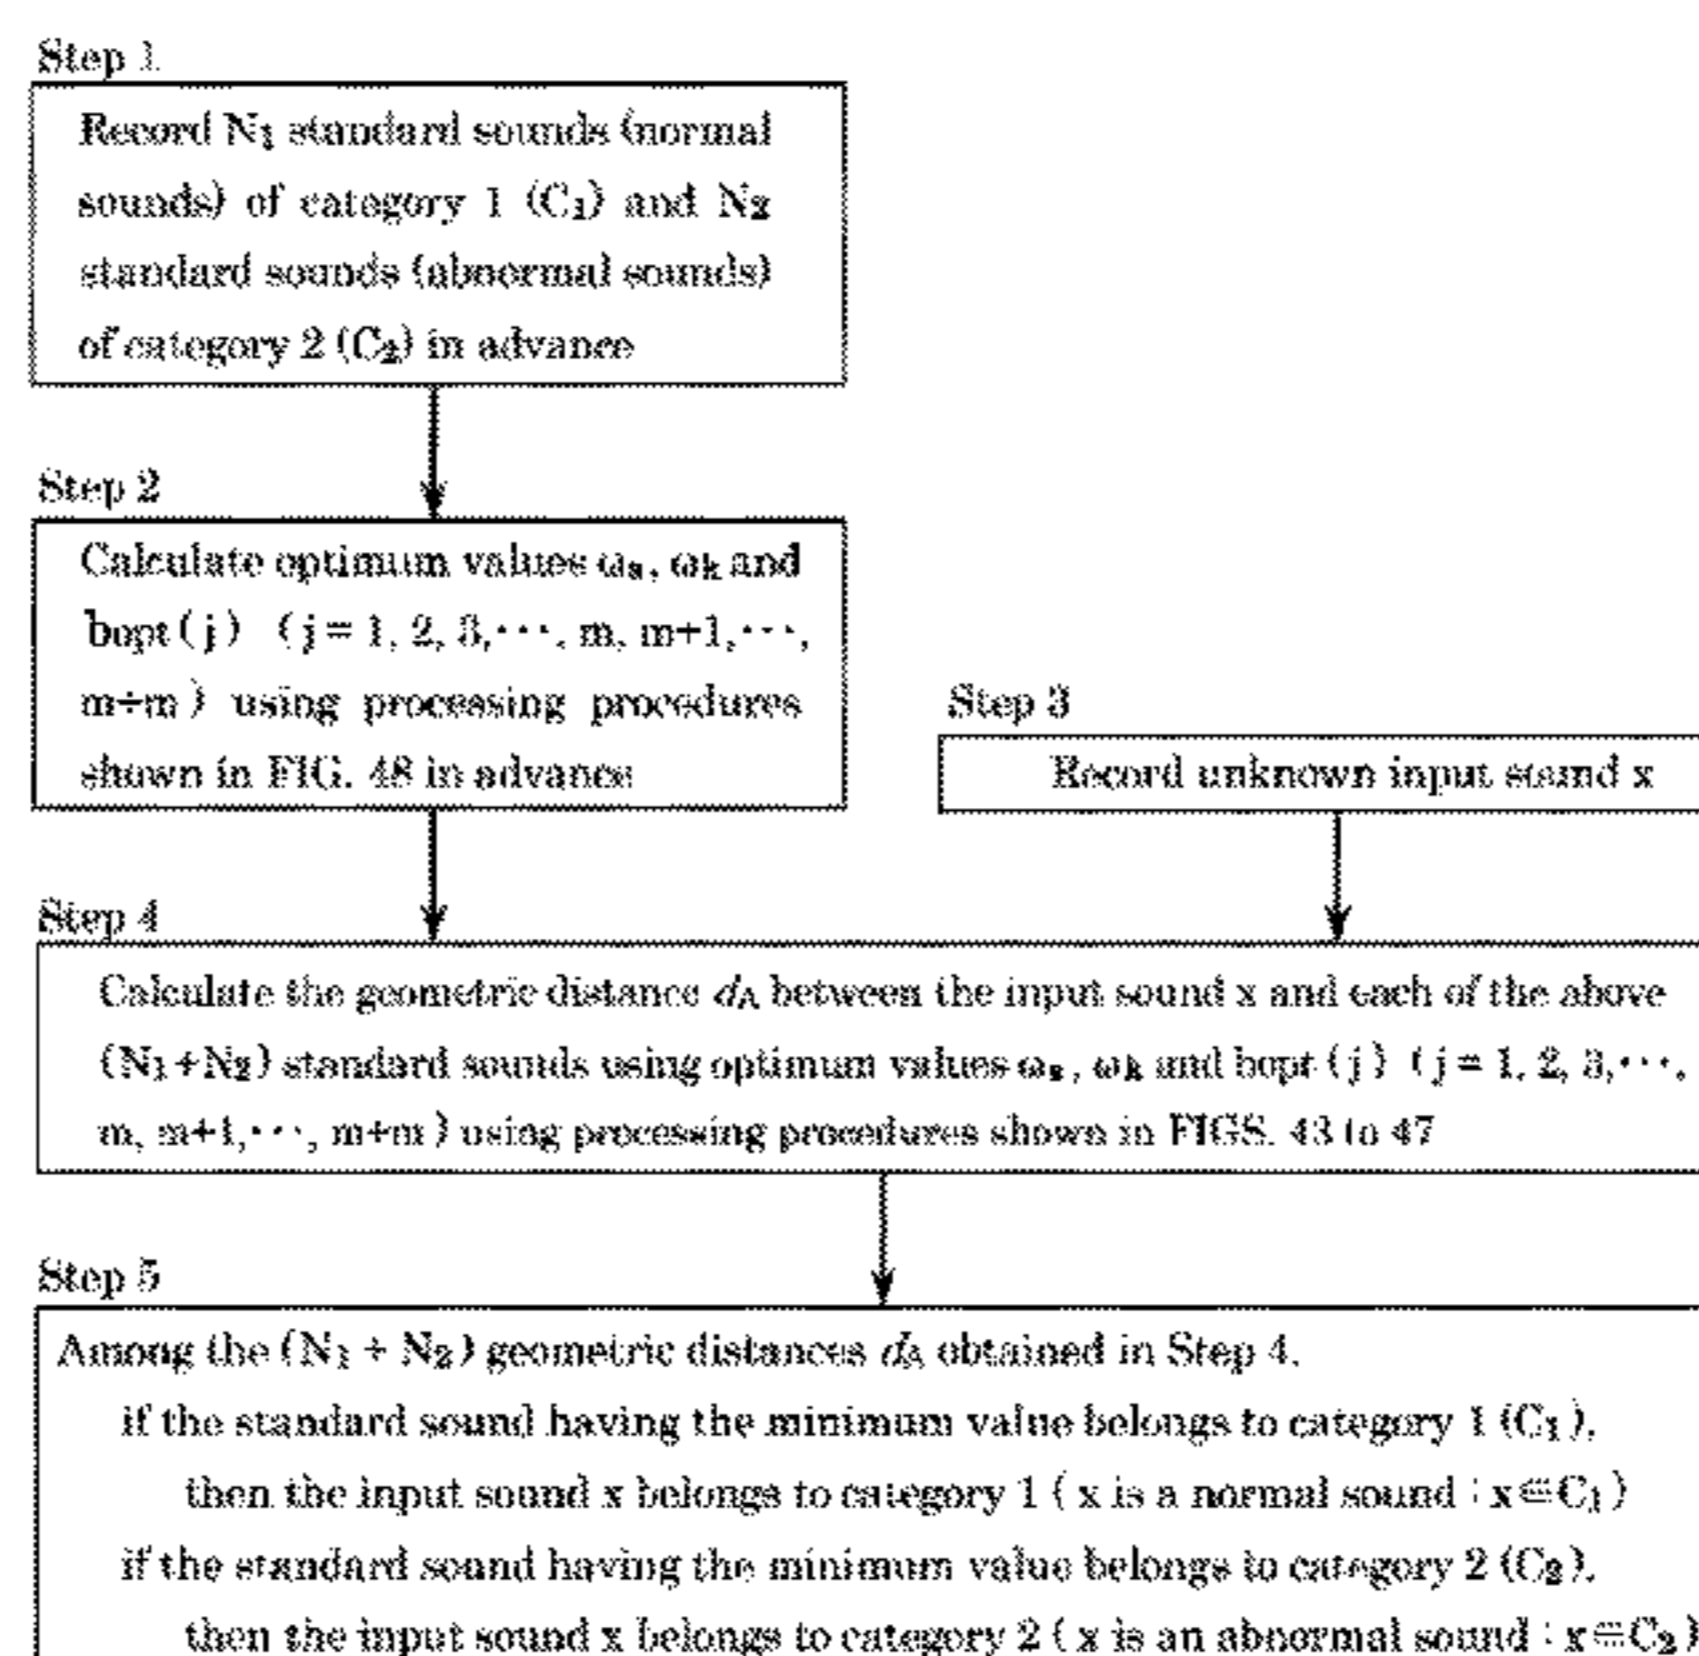 Step 1
Record N₁ standard sounds (normal
sounds) of category 1 (C₁) and N₂
standard sounds (abnormal sounds)
of category 2 (C₂) in advance
Step 2
Calculate optimum values ωₐ, ωₖ and
bopt(j) (j = 1, 2, 3,···, m, m+1,···,
m+m) using processing procedures
shown in FIG. 48 in advance
Step 3
Record unknown input sound x
Step 4
Calculate the geometric distance dA between the input sound x and each of the above
(N₁+N₂) standard sounds using optimum values ωₐ, ωₖ and bopt(j) (j = 1, 2, 3,···,
m, m+1,···, m+m) using processing procedures shown in FIGS. 43 to 47
Step 5
Among the (N₁ + N₂) geometric distances dA obtained in Step 4,
if the standard sound having the minimum value belongs to category 1 (C₁),
then the input sound x belongs to category 1 ( x is a normal sound : x∈C₁)
if the standard sound having the minimum value belongs to category 2 (C₂),
then the input sound x belongs to category 2 ( x is an abnormal sound : x∈C₂)